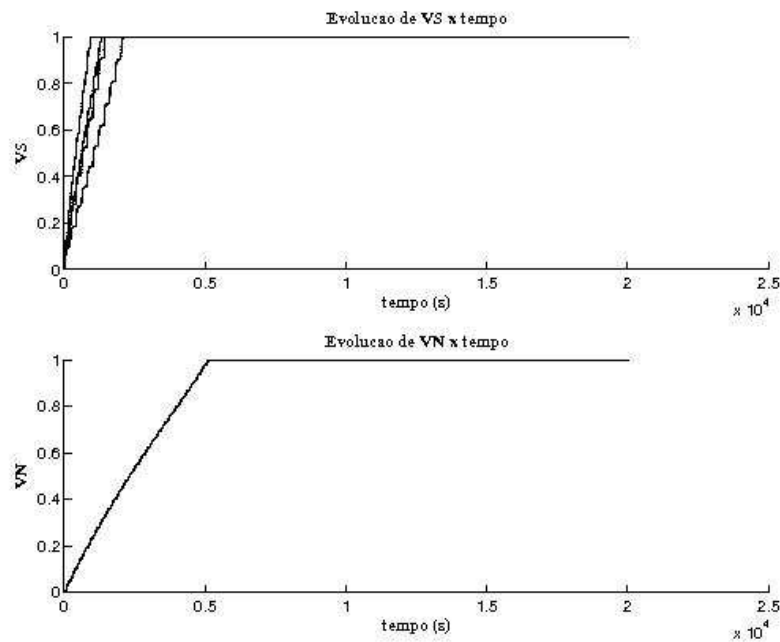 Evolucao de VS x tempo
1
0.8
0.6
0.4
0.2
0
VS
0 0.5 1 1.5 2 2.5
tempo (s)
x 10^4
Evolucao de VN x tempo
1
0.8
0.6
0.4
0.2
0
VN
0 0.5 1 1.5 2 2.5
tempo (s)
x 10^4